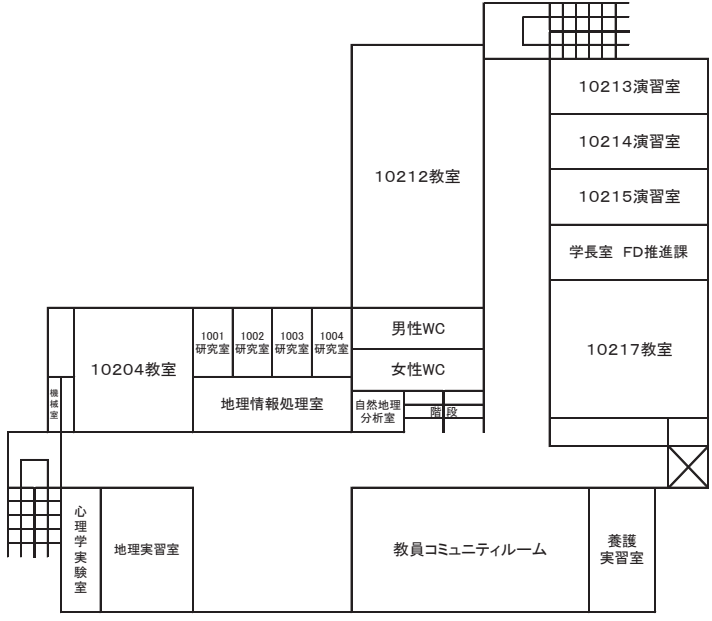 10213演習室
10214演習室
10212教室
10215演習室
学長室 FD推進課
男性WC
1001
研究室
1002
研究室
1003
研究室
1004
研究室
10217教室
10204教室
女性WC
機械室
地理情報処理室
自然地理
分析室
階段
心理学実験室
地理実習室
教員コミュニティルーム
養護
実習室